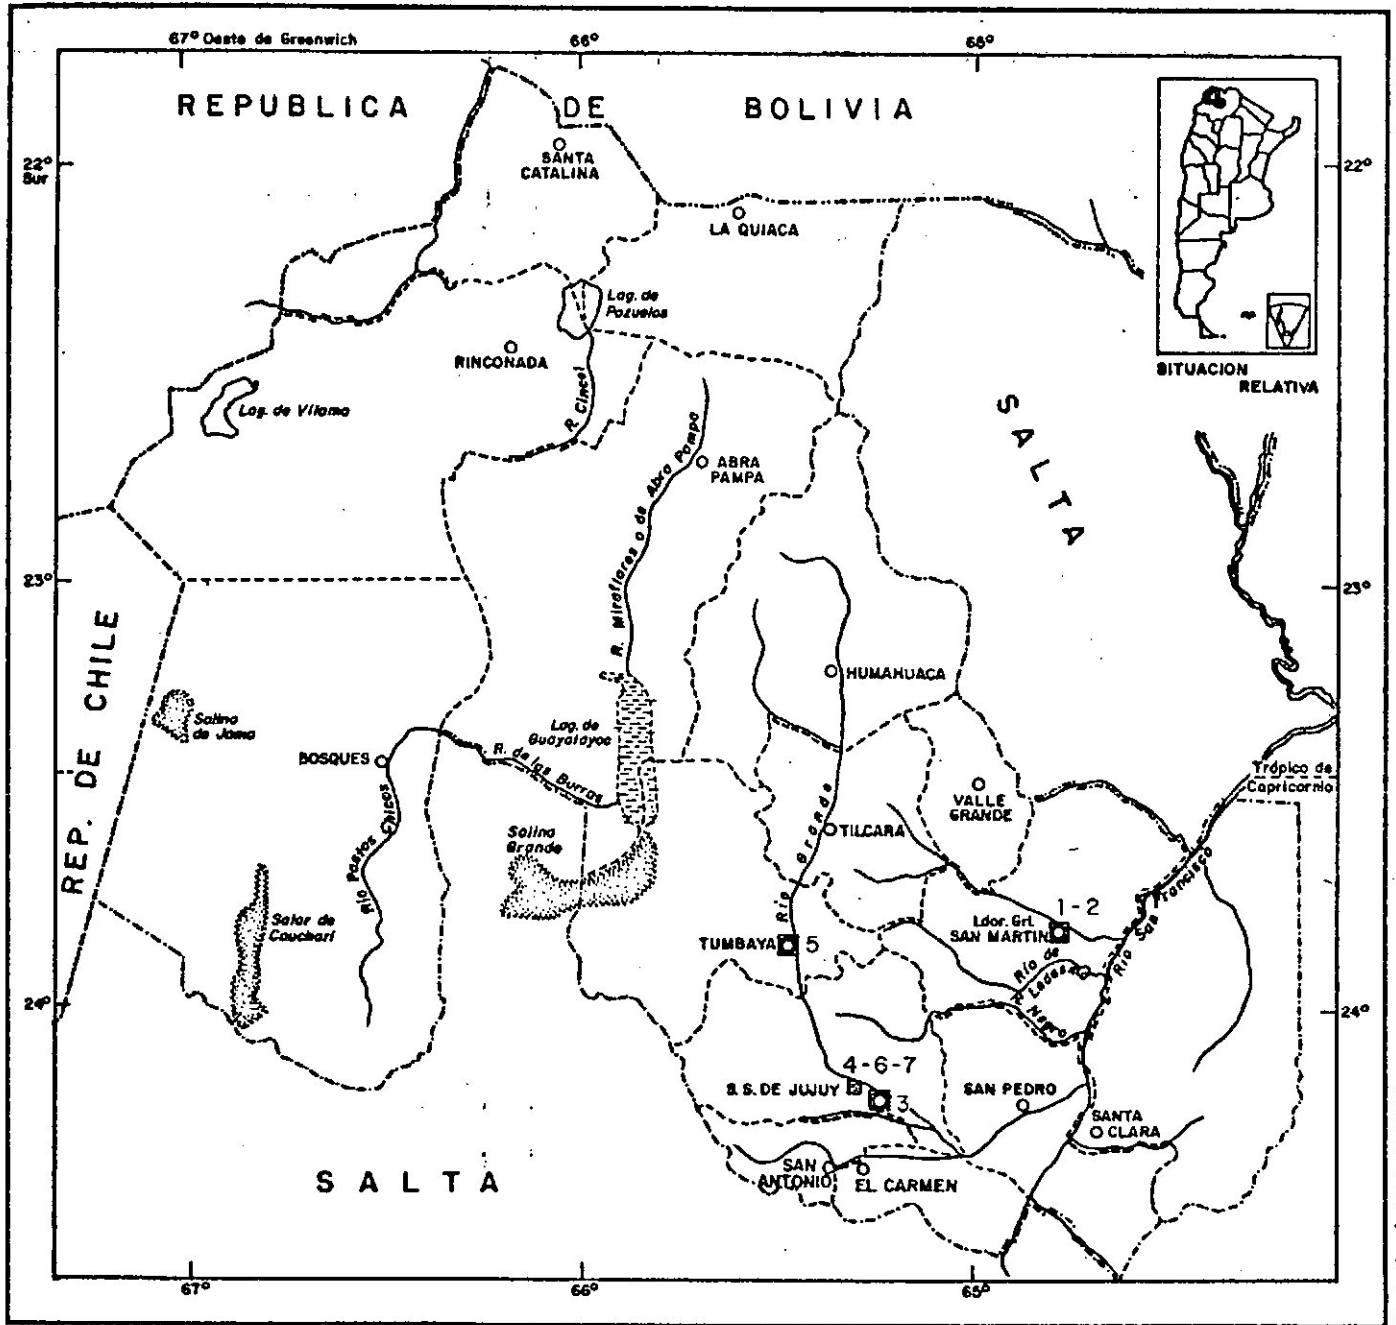 67° Oeste de Greenwich
66°
65°
REPUBLICA DE BOLIVIA
22°
Sur
22°
SANTA
CATALINA
LA QUIACA
Lag. de
Pozuelos
RINCONADA
R. Cincel
Lag. de Vilama
SITUACION
RELATIVA
SALTA
ABRA
PAMPA
R. Miraflores o de Abra Pampa
23°
23°
REP. DE CHILE
HUMAHUACA
Salina
de Jama
Lag. de
Guayatayoc
BOSQUES
R. de las Burras
VALLE
GRANDE
Trópico de
Capricornio
Río Pastos Chicos
Salina
Grande
TILCARA
Río Grande
Río San Francisco
1-2
Ldor. Grl.
SAN MARTIN
Salar de
Cauchari
TUMBAYA
5
Río de
Ledesma
Negro
24°
24°
4-6-7
S.S. DE JUJUY
3
SAN PEDRO
SANTA
CLARA
SAN
ANTONIO
EL CARMEN
SALTA
67°
66°
65°